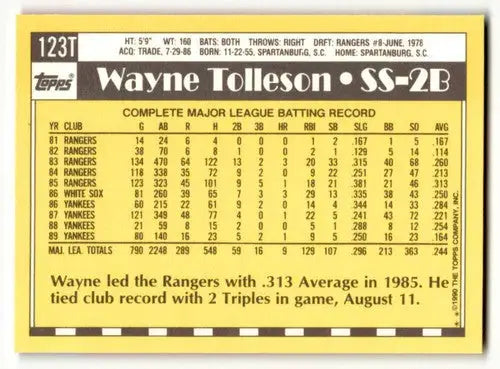 123T
HT: 5'9" WT: 160 BATS: BOTH THROWS: RIGHT DRFT: RANGERS #8-JUNE, 1978
ACQ: TRADE, 7-29-86 BORN: 11-22-55, SPARTANBURG, S.C. HOME: SPARTANBURG, S.C.
Topps Wayne Tolleson • SS-2B
COMPLETE MAJOR LEAGUE BATTING RECORD
YR CLUB G AB R H 2B 3B HR RBI SB SLG BB SO AVG
81 RANGERS 14 24 6 4 0 0 0 1 2 .167 1 5 .167
82 RANGERS 38 70 6 8 1 0 0 2 1 .129 5 14 .114
83 RANGERS 134 470 64 122 13 2 3 20 33 .315 40 68 .260
84 RANGERS 118 338 35 72 9 2 0 9 22 .251 27 47 .213
85 RANGERS 123 323 45 101 9 5 1 18 21 .381 21 46 .313
86 WHITE SOX 81 260 39 65 7 3 3 29 13 .335 38 43 .250
86 YANKEES 60 215 22 61 9 2 0 14 4 .344 14 33 .284
87 YANKEES 121 349 48 77 4 0 1 22 5 .241 43 72 .221
88 YANKEES 21 59 8 15 2 0 0 5 1 .288 8 12 .254
89 YANKEES 80 140 16 23 5 2 1 9 5 .250 16 23 .164
MAJ. LEA. TOTALS 790 2248 289 548 59 16 9 129 107 .296 213 363 .244
Wayne led the Rangers with .313 Average in 1985. He
tied club record with 2 Triples in game, August 11.
* * ©1990 THE TOPPS COMPANY, INC.